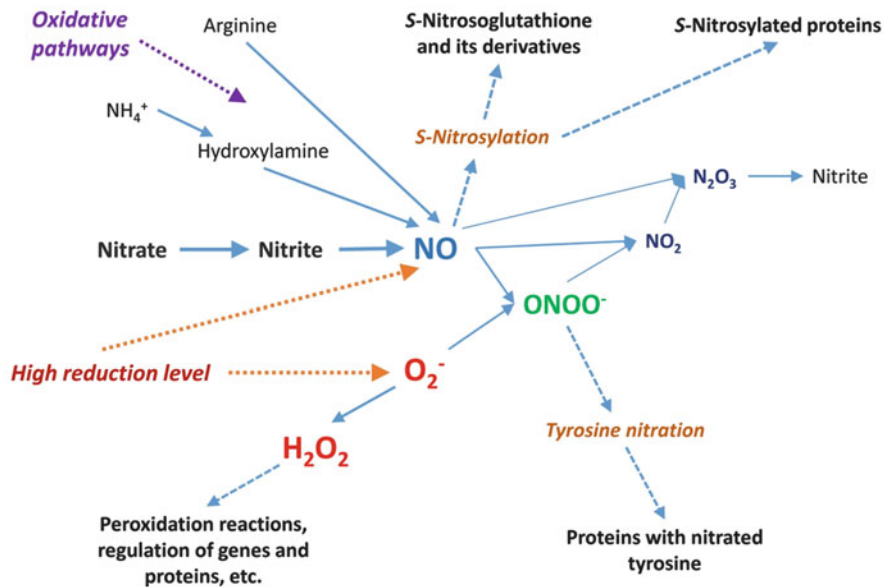 Oxidative
pathways
Arginine
S-Nitrosoglutathione
and its derivatives
S-Nitrosylated proteins
NH₄⁺
Hydroxylamine
S-Nitrosylation
N₂O₃
Nitrite
Nitrate
Nitrite
NO
NO₂
ONOO⁻
High reduction level
O₂⁻
H₂O₂
Tyrosine nitration
Peroxidation reactions,
regulation of genes and
proteins, etc.
Proteins with nitrated
tyrosine